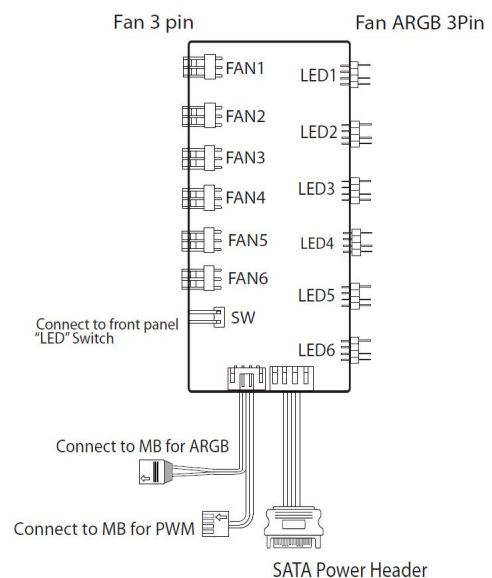 Fan 3 pin
Fan ARGB 3Pin
FAN1
LED1
FAN2
LED2
FAN3
LED3
FAN4
LED4
FAN5
FAN6
LED5
SW
Connect to front panel
"LED" Switch
LED6
Connect to MB for ARGB
Connect to MB for PWM
SATA Power Header